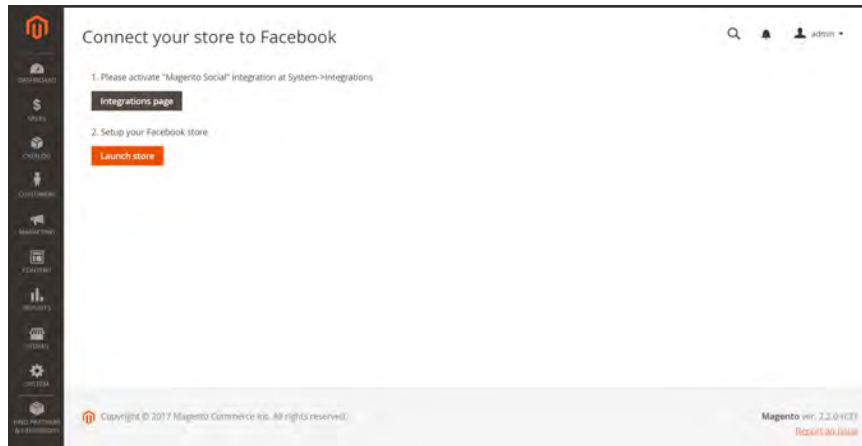 Connect your store to Facebook
admin
1. Please activate "Magento Social" integration at System->Integrations
Integrations page
2. Setup your Facebook store
Launch store
DASHBOARD
SALES
CATALOG
CUSTOMERS
MARKETING
CONTENT
REPORTS
STORES
SYSTEM
FIND PARTNERS
& EXTENSIONS
Copyright © 2017 Magento Commerce Inc. All rights reserved.
Magento ver. 2.2.0 (CE)
Report an Issue